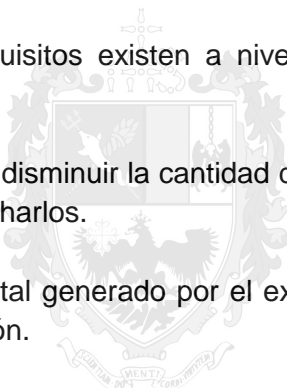 uisitos existen a nive
disminuir la cantidad d
harlos.
tal generado por el ex
ón.